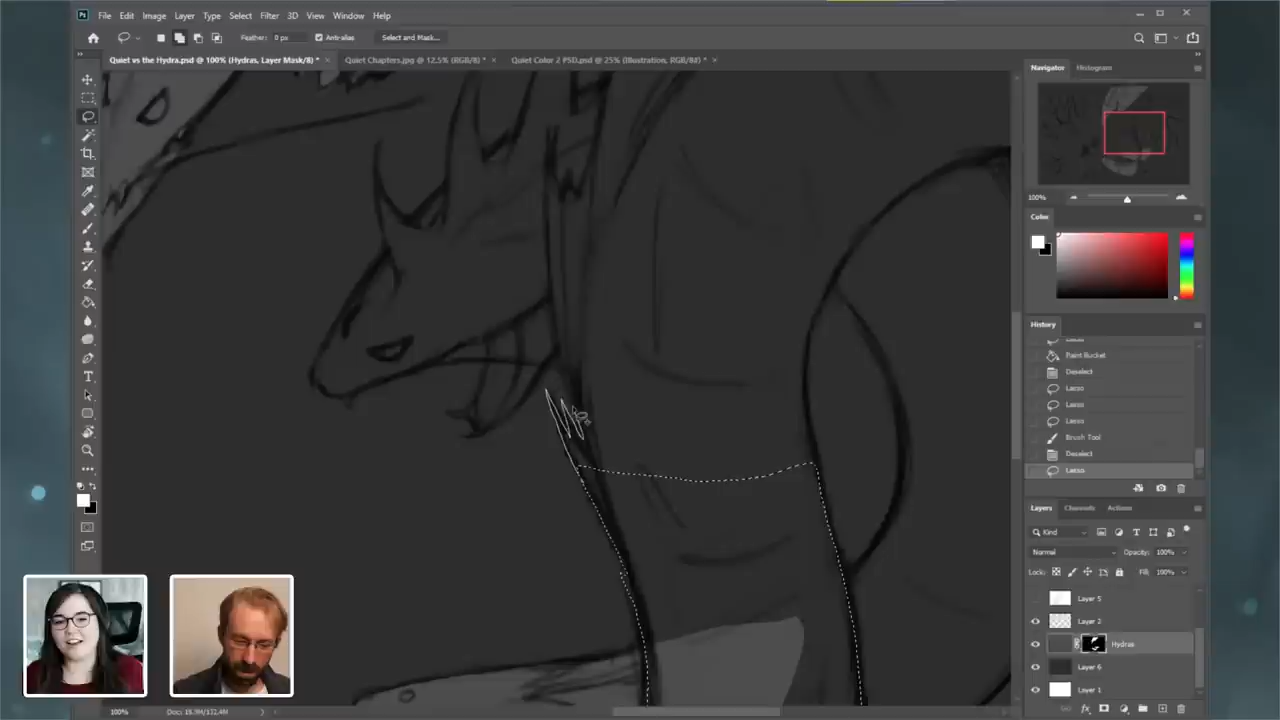 File Edit Image Layer Type Select Filter 3D View Window Help
Feather: 0 px Anti-alias Select and Mask...
Quiet vs the Hydra.psd @ 100% (Hydras, Layer Mask/8) * Quiet Chapters.jpg @ 12.5% (RGB/8) * Quiet Color 2 PSD.psd @ 25% (Illustration, RGB/8#) *
Navigator Histogram
100%
Color
History
Lasso
Paint Bucket
Deselect
Lasso
Lasso
Lasso
Brush Tool
Deselect
Lasso
Layers Channels Actions
Kind
Normal Opacity: 100%
Lock: Fill: 100%
Layer 5
Layer 2
Hydras
Layer 6
Layer 1
100%